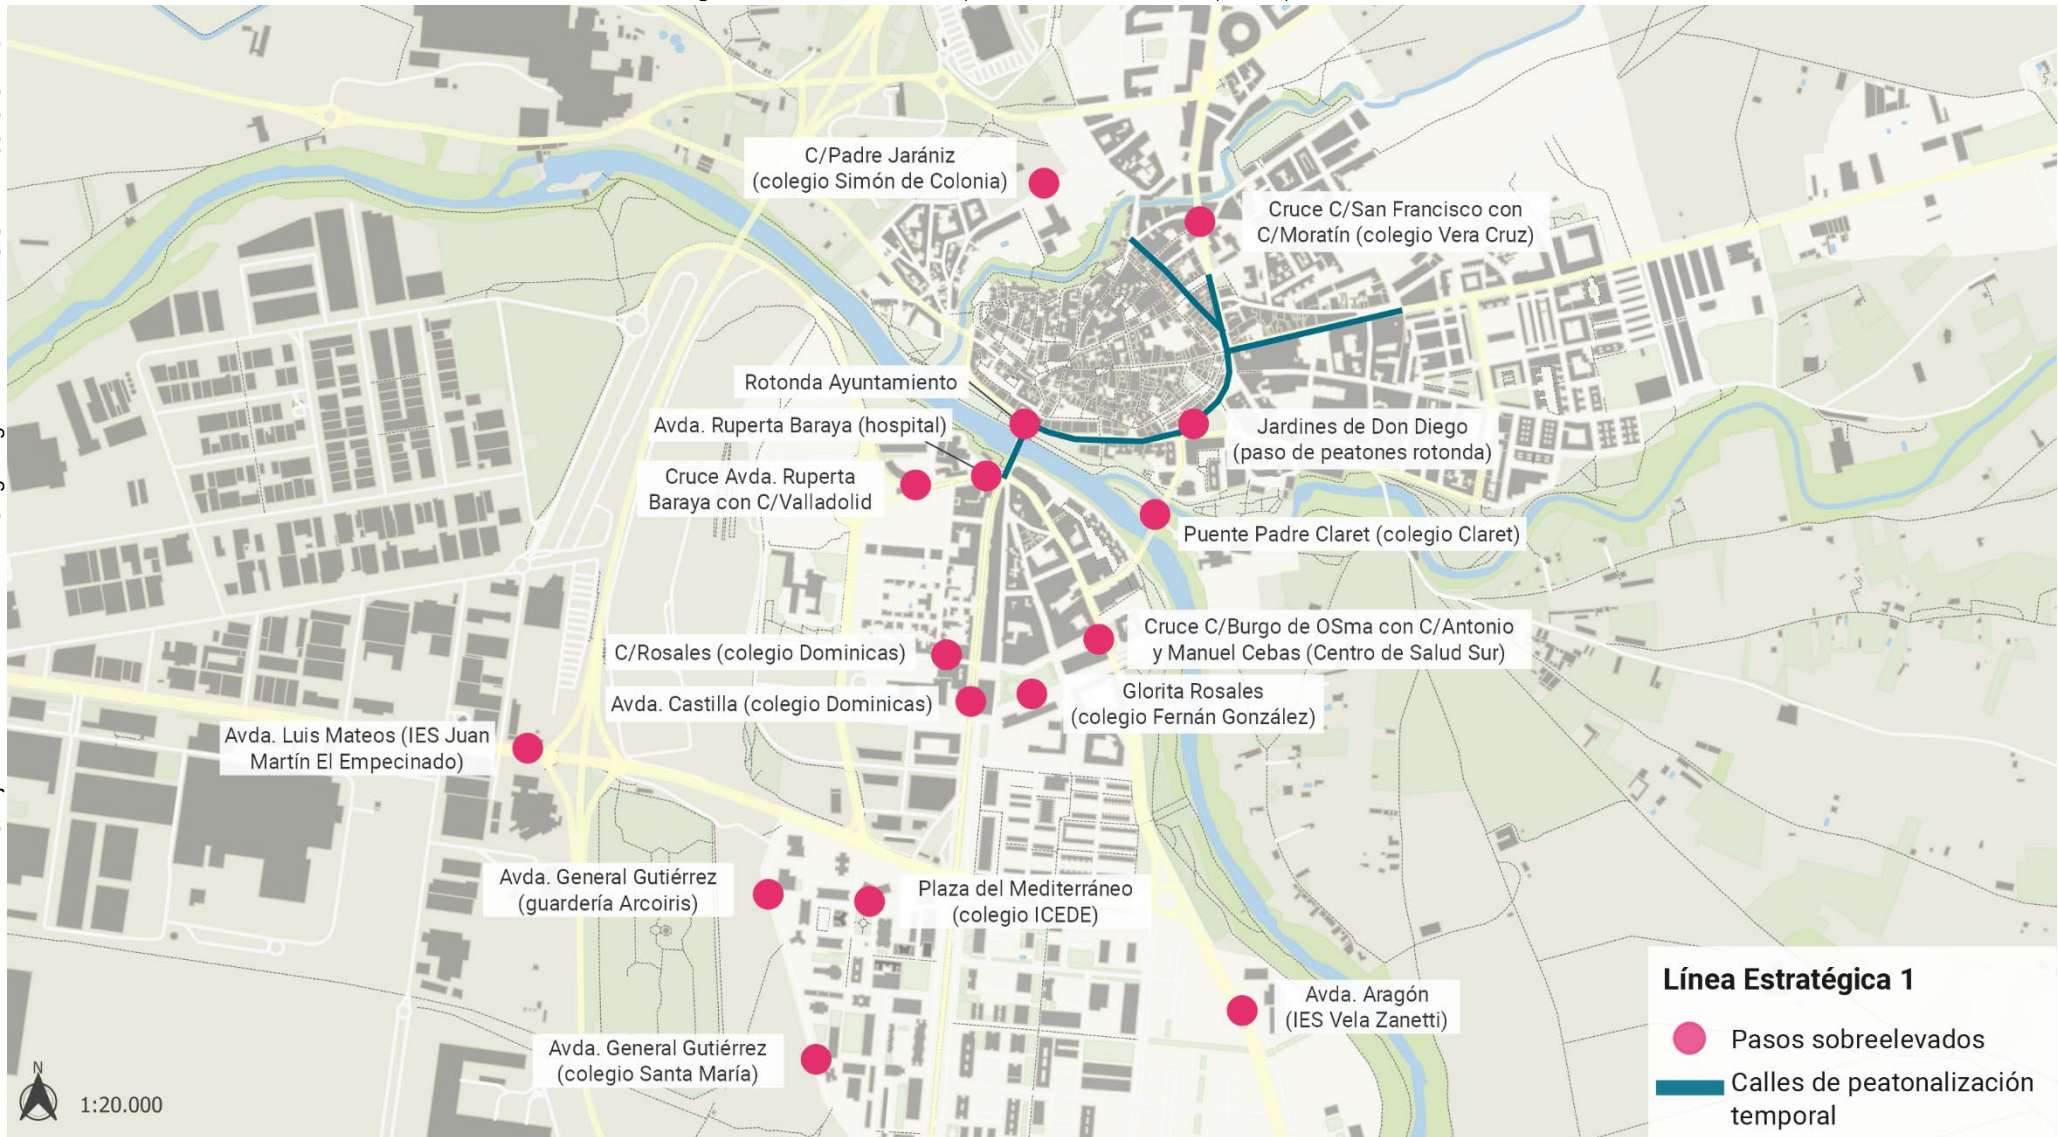 C/Padre Jarániz
(colegio Simón de Colonia)
Cruce C/San Francisco con
C/Moratín (colegio Vera Cruz)
Rotonda Ayuntamiento
Avda. Ruperta Baraya (hospital)
Cruce Avda. Ruperta
Baraya con C/Valladolid
Jardines de Don Diego
(paso de peatones rotonda)
Puente Padre Claret (colegio Claret)
C/Rosales (colegio Dominicas)
Cruce C/Burgo de OSma con C/Antonio
y Manuel Cebas (Centro de Salud Sur)
Avda. Castilla (colegio Dominicas)
Glorita Rosales
(colegio Fernán González)
Avda. Luis Mateos (IES Juan
Martín El Empecinado)
Avda. General Gutiérrez
(guardería Arcoiris)
Plaza del Mediterráneo
(colegio ICEDE)
Avda. Aragón
(IES Vela Zanetti)
Avda. General Gutiérrez
(colegio Santa María)
Línea Estratégica 1
Pasos sobreelevados
Calles de peatonalización
temporal
N
1:20.000